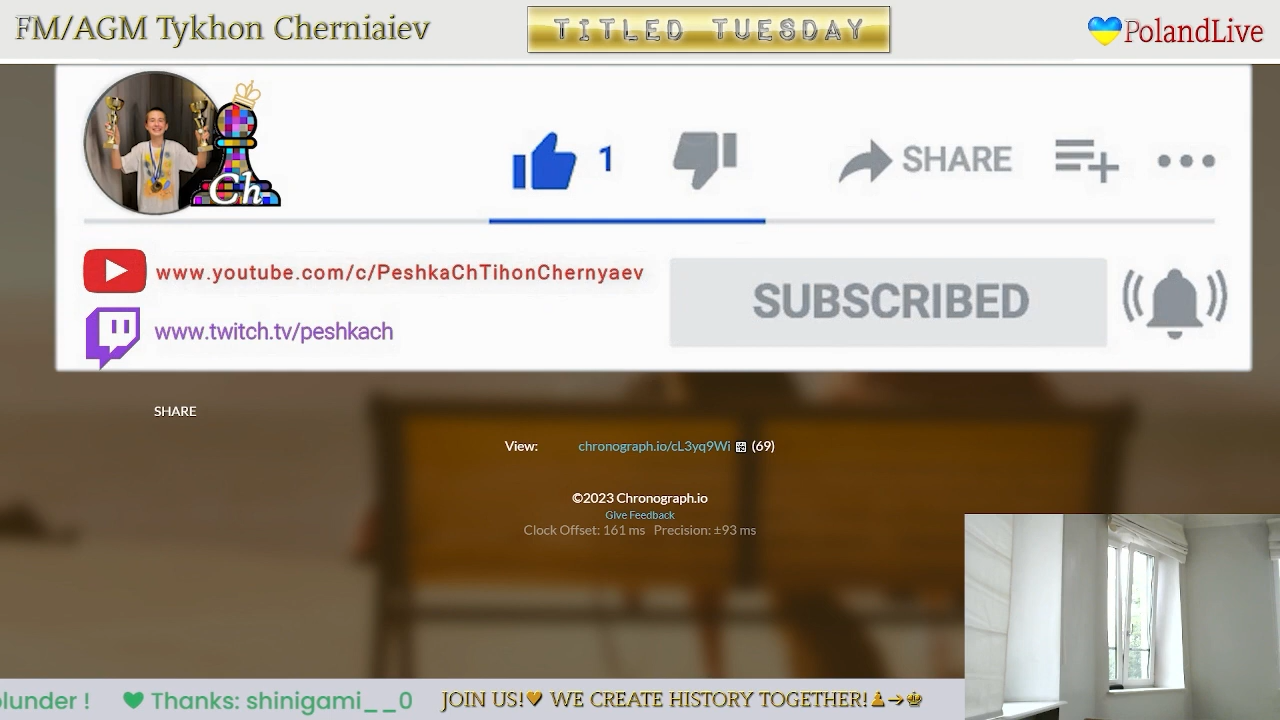 FM/AGM Tykhon Cherniaiev
TITLED TUESDAY
PolandLive
Ch
1
SHARE
www.youtube.com/c/PeshkaChTihonChernyaev
SUBSCRIBED
www.twitch.tv/peshkach
SHARE
View: chronograph.io/cL3yq9Wi (69)
©2023 Chronograph.io
Give Feedback
Clock Offset: 161 ms Precision: ±93 ms
! Thanks: shinigami__0
JOIN US! WE CREATE HISTORY TOGETHER!